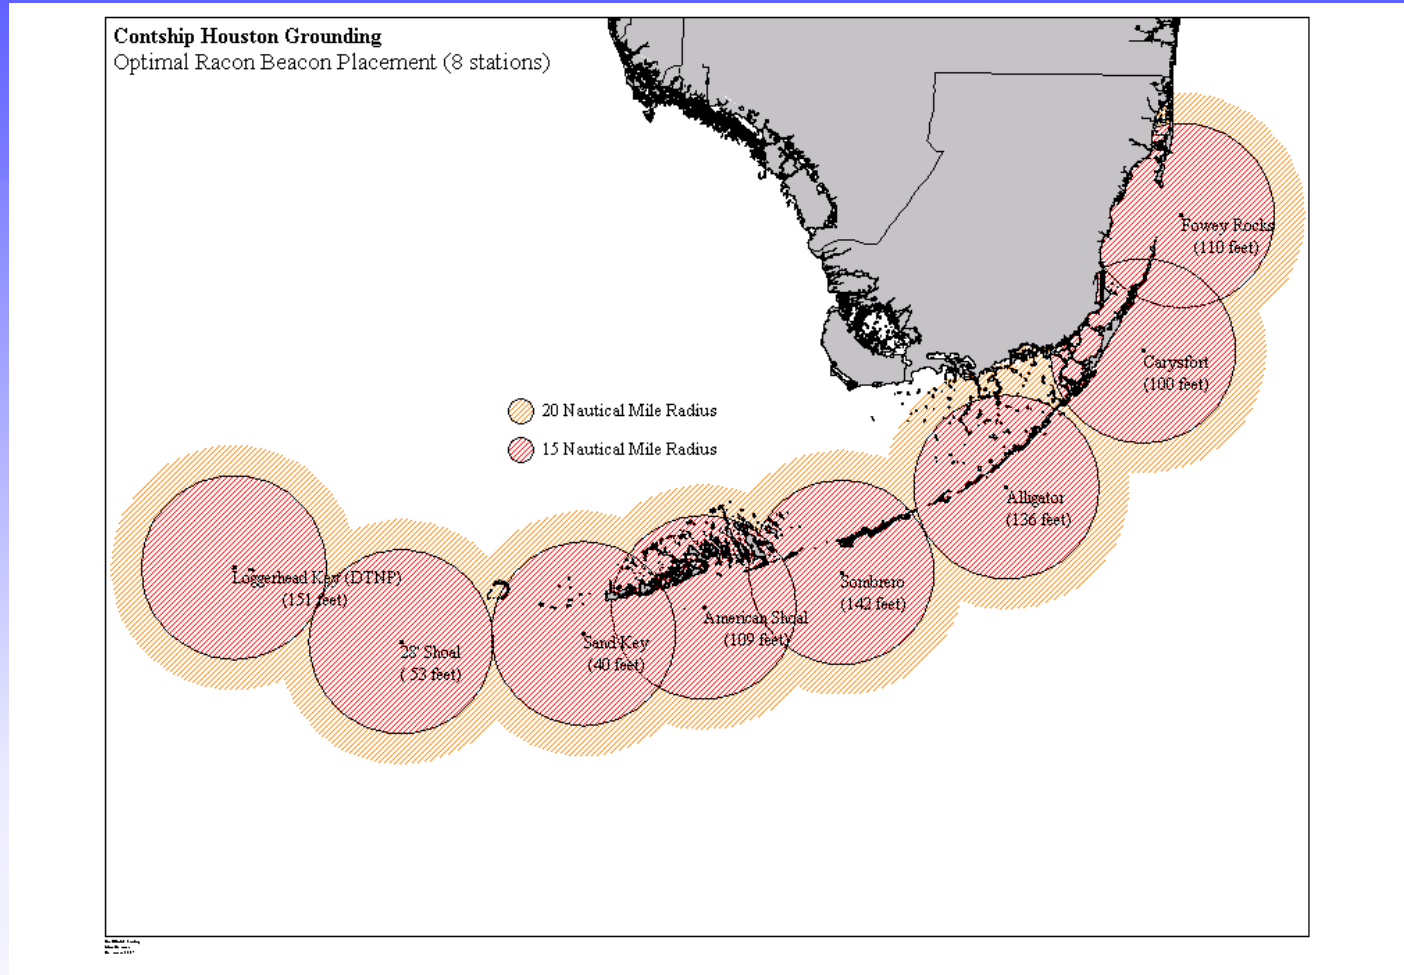 Contship Houston Grounding
Optimal Racon Beacon Placement (8 stations)
Fowey Rocks
(110 feet)
Carysfort
(100 feet)
20 Nautical Mile Radius
15 Nautical Mile Radius
Alligator
(136 feet)
Loggerhead Key (DTNP)
(151 feet)
Sombrero
(142 feet)
American Shoal
(109 feet)
Sand Key
(40 feet)
28' Shoal
( 53 feet)